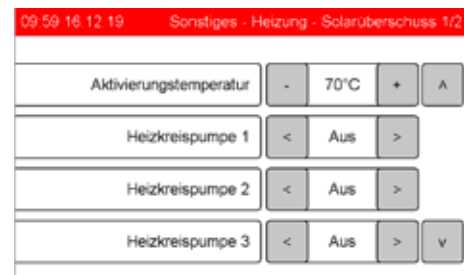 09:59 16.12.19 Sonstiges - Heizung - Solarüberschuss 1/2
Aktivierungstemperatur - 70°C + ʌ
Heizkreispumpe 1 < Aus >
Heizkreispumpe 2 < Aus >
Heizkreispumpe 3 < Aus > v